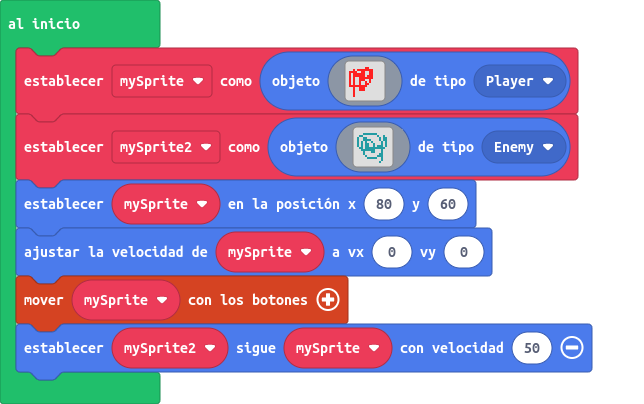 al inicio
establecer mySprite como objeto de tipo Player
establecer mySprite2 como objeto de tipo Enemy
establecer mySprite en la posición x 80 y 60
ajustar la velocidad de mySprite a vx 0 vy 0
mover mySprite con los botones
establecer mySprite2 sigue mySprite con velocidad 50